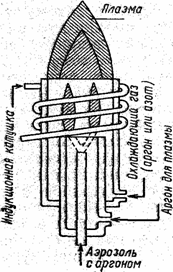 Плазма
Индукционная катушка
Охлаждающий газ
(аргон или азот)
Аргон для плазмы
Аэрозоль
с аргоном